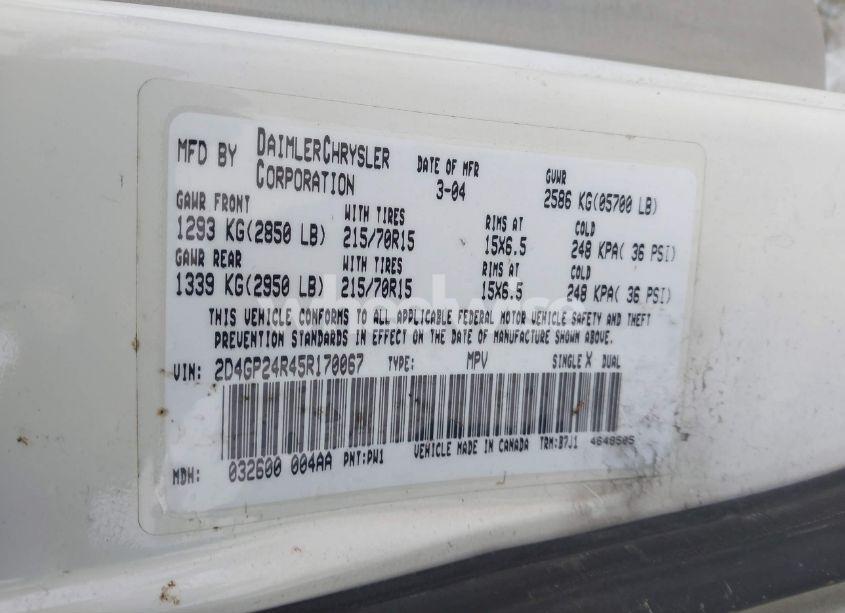 MFD BY DAIMLERCHRYSLER CORPORATION DATE OF MFR 3-04 GVWR 2586 KG(05700 LB)
GAWR FRONT WITH TIRES RIMS AT COLD
1293 KG(2850 LB) 215/70R15 15X6.5 248 KPA( 36 PSI)
GAWR REAR WITH TIRES RIMS AT COLD
1339 KG(2950 LB) 215/70R15 15X6.5 248 KPA( 36 PSI)
THIS VEHICLE CONFORMS TO ALL APPLICABLE FEDERAL MOTOR VEHICLE SAFETY AND THEFT
PREVENTION STANDARDS IN EFFECT ON THE DATE OF MANUFACTURE SHOWN ABOVE.
VIN: 2D4GP24R45R170067 TYPE: MPV SINGLE X DUAL
MDH: 032600 004AA PNT:PW1 VEHICLE MADE IN CANADA TRM:B7J1 4648505